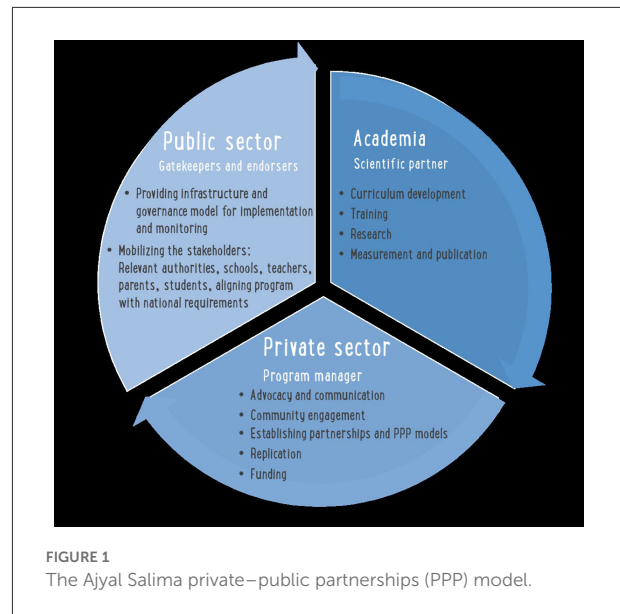 Public sector
Gatekeepers and endorsers
• Providing infrastructure and
governance model for implementation
and monitoring
• Mobilizing the stakeholders:
Relevant authorities, schools, teachers,
parents, students, aligning program
with national requirements
Academia
Scientific partner
• Curriculum development
• Training
• Research
• Measurement and publication
Private sector
Program manager
• Advocacy and communication
• Community engagement
• Establishing partnerships and PPP models
• Replication
• Funding
FIGURE 1
The Ajyal Salima private–public partnerships (PPP) model.